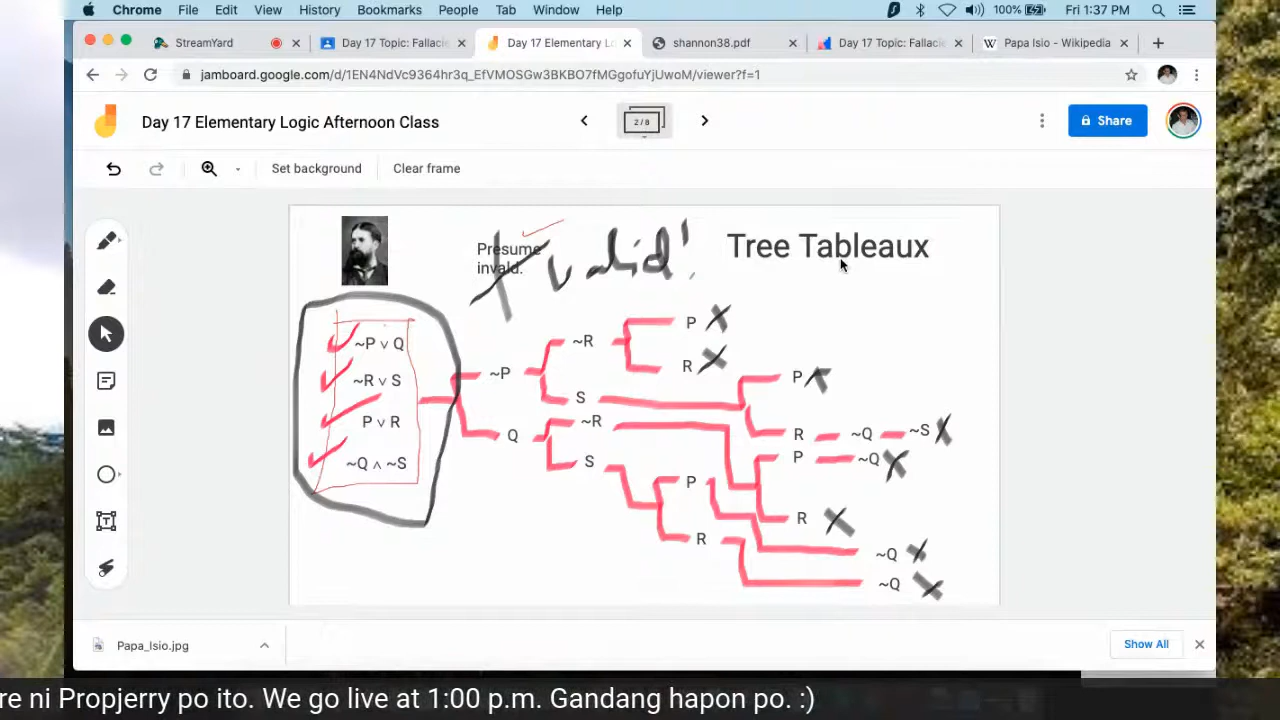 Chrome File Edit View History Bookmarks People Tab Window Help 100% Fri 1:37 PM
StreamYard Day 17 Topic: Fallacie Day 17 Elementary Lo shannon38.pdf Day 17 Topic: Fallacie Papa Isio - Wikipedia
jamboard.google.com/d/1EN4NdVc9364hr3q_EfVMOSGw3BKBO7fMGgofuYjUwoM/viewer?f=1
Day 17 Elementary Logic Afternoon Class 2/8 Share
Set background Clear frame
Presume
invald.
Valid!
Tree Tableaux
~P v Q
~R v S
P v R
~Q ʌ ~S
~P
Q
~R
S
~R
S
P X
R X
P X
R ~Q ~S X
P ~Q X
R X
P
R
~Q X
~Q X
Papa_Isio.jpg Show All
re ni Propjerry po ito. We go live at 1:00 p.m. Gandang hapon po. :)